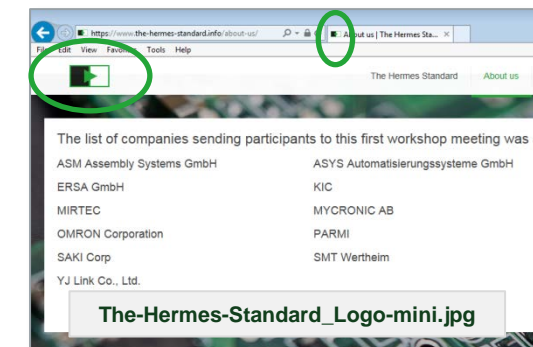 https://www.the-hermes-standard.info/about-us/
About us | The Hermes Sta...
File Edit View Favorites Tools Help
The Hermes Standard About us
The list of companies sending participants to this first workshop meeting was
ASM Assembly Systems GmbH ASYS Automatisierungssysteme GmbH
ERSA GmbH KIC
MIRTEC MYCRONIC AB
OMRON Corporation PARMI
SAKI Corp SMT Wertheim
YJ Link Co., Ltd.
The-Hermes-Standard_Logo-mini.jpg